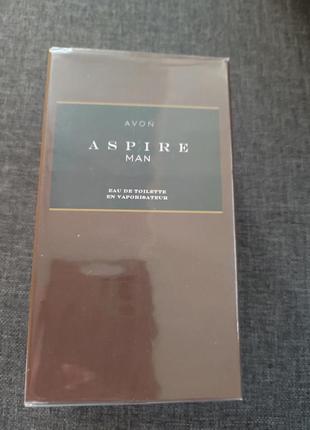 AVON
ASPIRE
MAN
EAU DE TOILETTE
EN VAPORISATEUR